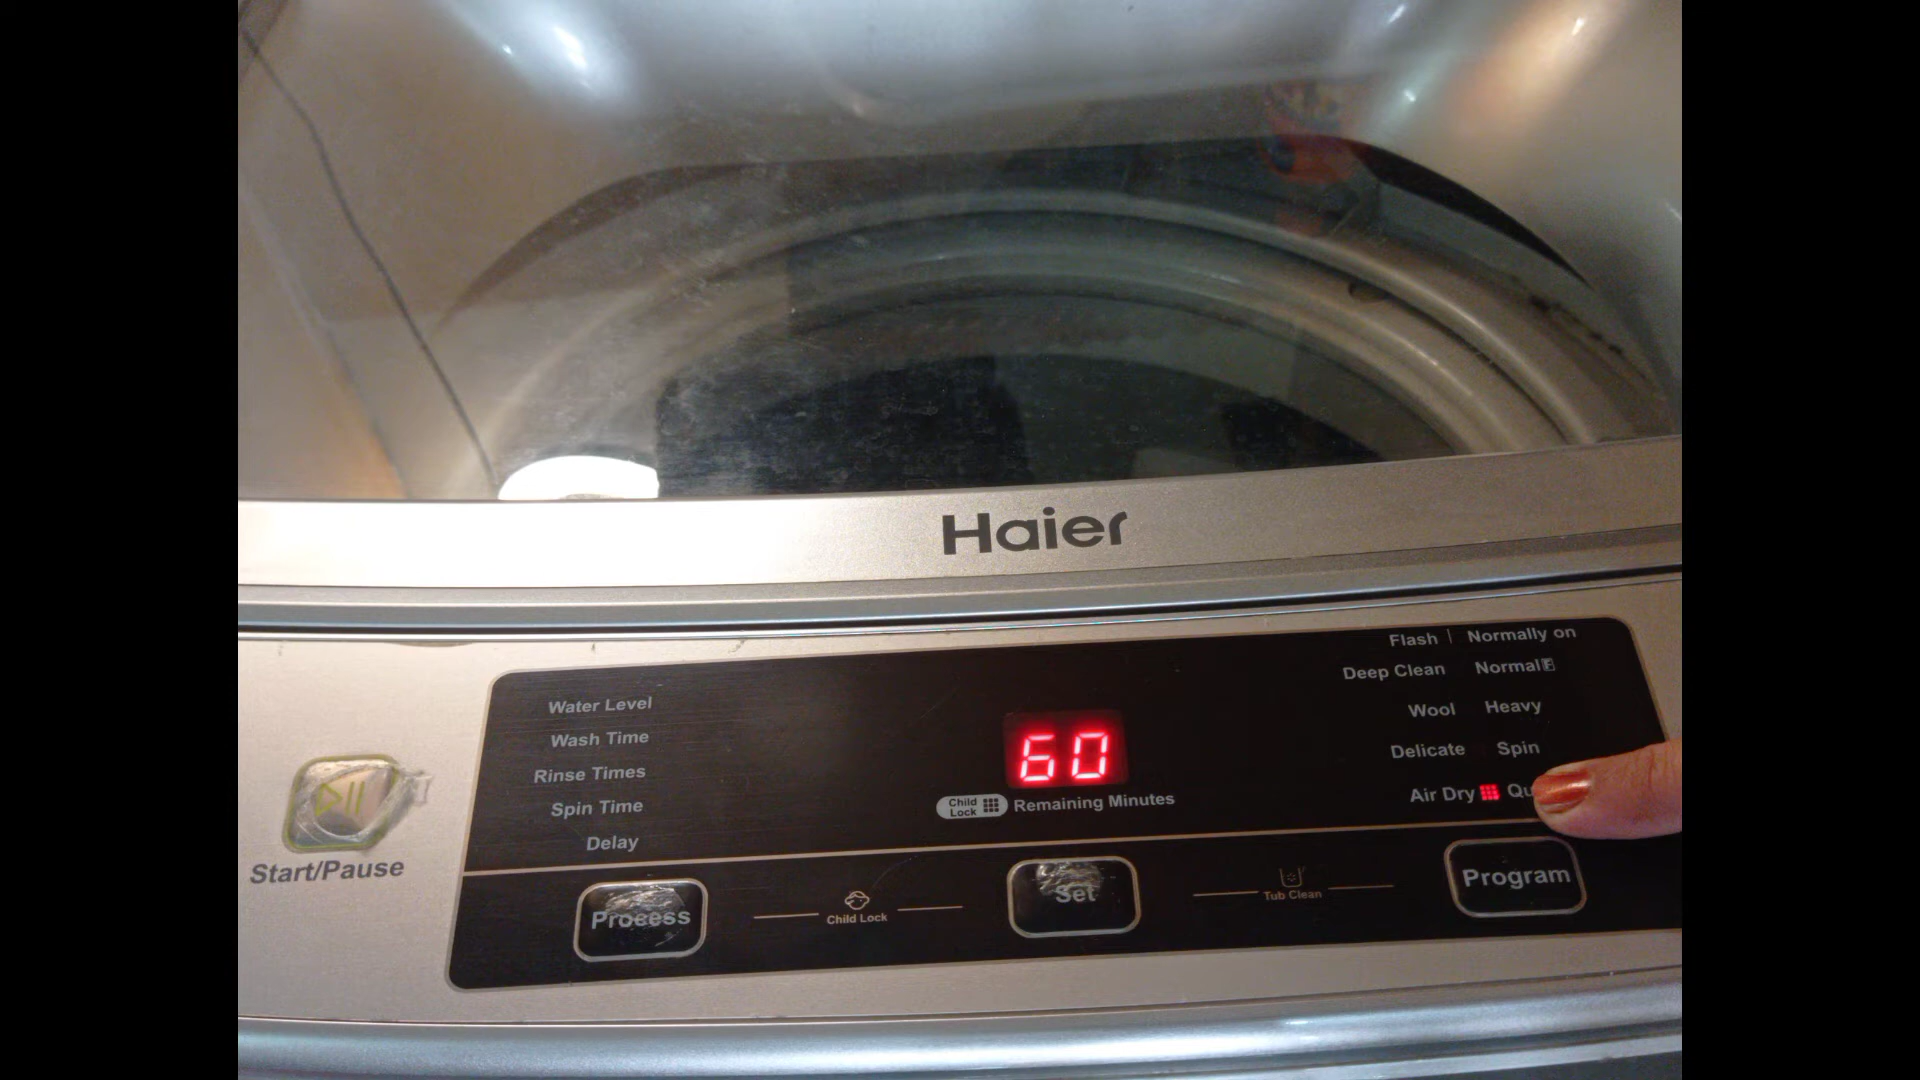 Haier
Flash | Normally on
Deep Clean Normal F
Wool Heavy
Delicate Spin
Air Dry
Water Level
Wash Time
Rinse Times
Spin Time
Delay
60
Child Lock Remaining Minutes
Start/Pause
Process
Child Lock
Set
Tub Clean
Program